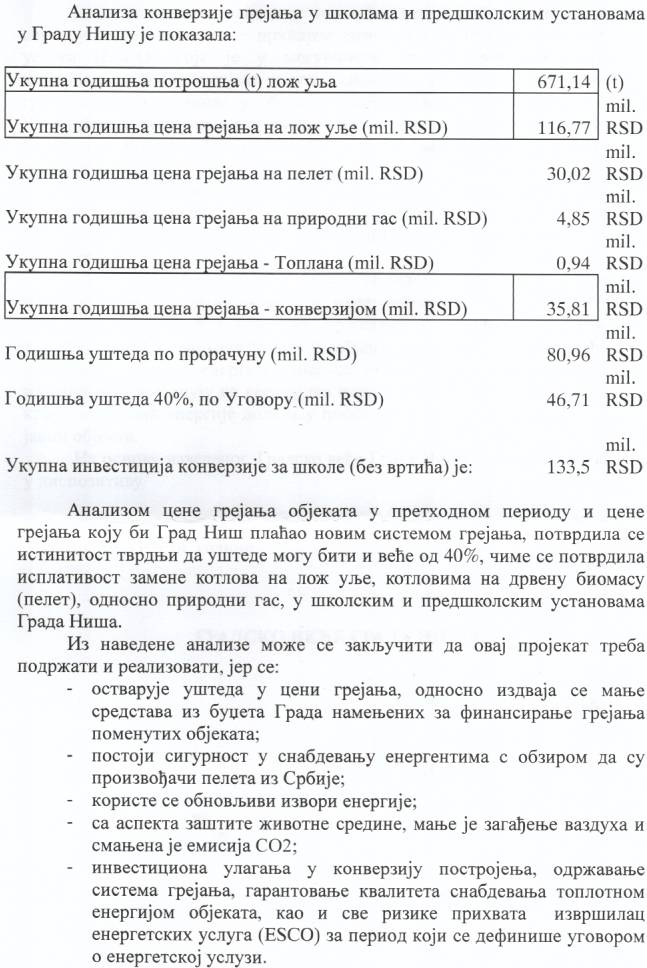 Анализа конверзије грејања у школама и предшколским установама
у Граду Нишу је показала:
Укупна годишња потрошња (t) лож уља 671,14 (t)
Укупна годишња цена грејања на лож уље (mil. RSD) 116,77 mil. RSD
Укупна годишња цена грејања на пелет (mil. RSD) 30,02 mil. RSD
Укупна годишња цена грејања на природни гас (mil. RSD) 4,85 mil. RSD
Укупна годишња цена грејања - Топлана (mil. RSD) 0,94 mil. RSD
Укупна годишња цена грејања - конверзијом (mil. RSD) 35,81 mil. RSD
Годишња уштеда по прорачуну (mil. RSD) 80,96 mil. RSD
Годишња уштеда 40%, по Уговору (mil. RSD) 46,71 mil. RSD
Укупна инвестиција конверзије за школе (без вртића) је: 133,5 mil. RSD
Анализом цене грејања објеката у претходном периоду и цене
грејања коју би Град Ниш плаћао новим системом грејања, потврдила се
истинитост тврдњи да уштеде могу бити и веће од 40%, чиме се потврдила
исплативост замене котлова на лож уље, котловима на дрвену биомасу
(пелет), односно природни гас, у школским и предшколским установама
Града Ниша.
Из наведене анализе може се закључити да овај пројекат треба
подржати и реализовати, јер се:
- остварује уштеда у цени грејања, односно издваја се мање
средстава из буџета Града намењених за финансирање грејања
поменутих објеката;
- постоји сигурност у снабдевању енергентима с обзиром да су
произвођачи пелета из Србије;
- користе се обновљиви извори енергије;
- са аспекта заштите животне средине, мање је загађење ваздуха и
смањена је емисија CO2;
- инвестициона улагања у конверзију постројења, одржавање
система грејања, гарантовање квалитета снабдевања топлотном
енергијом објеката, као и све ризике прихвата извршилац
енергетских услуга (ESCO) за период који се дефинише уговором
о енергетској услузи.